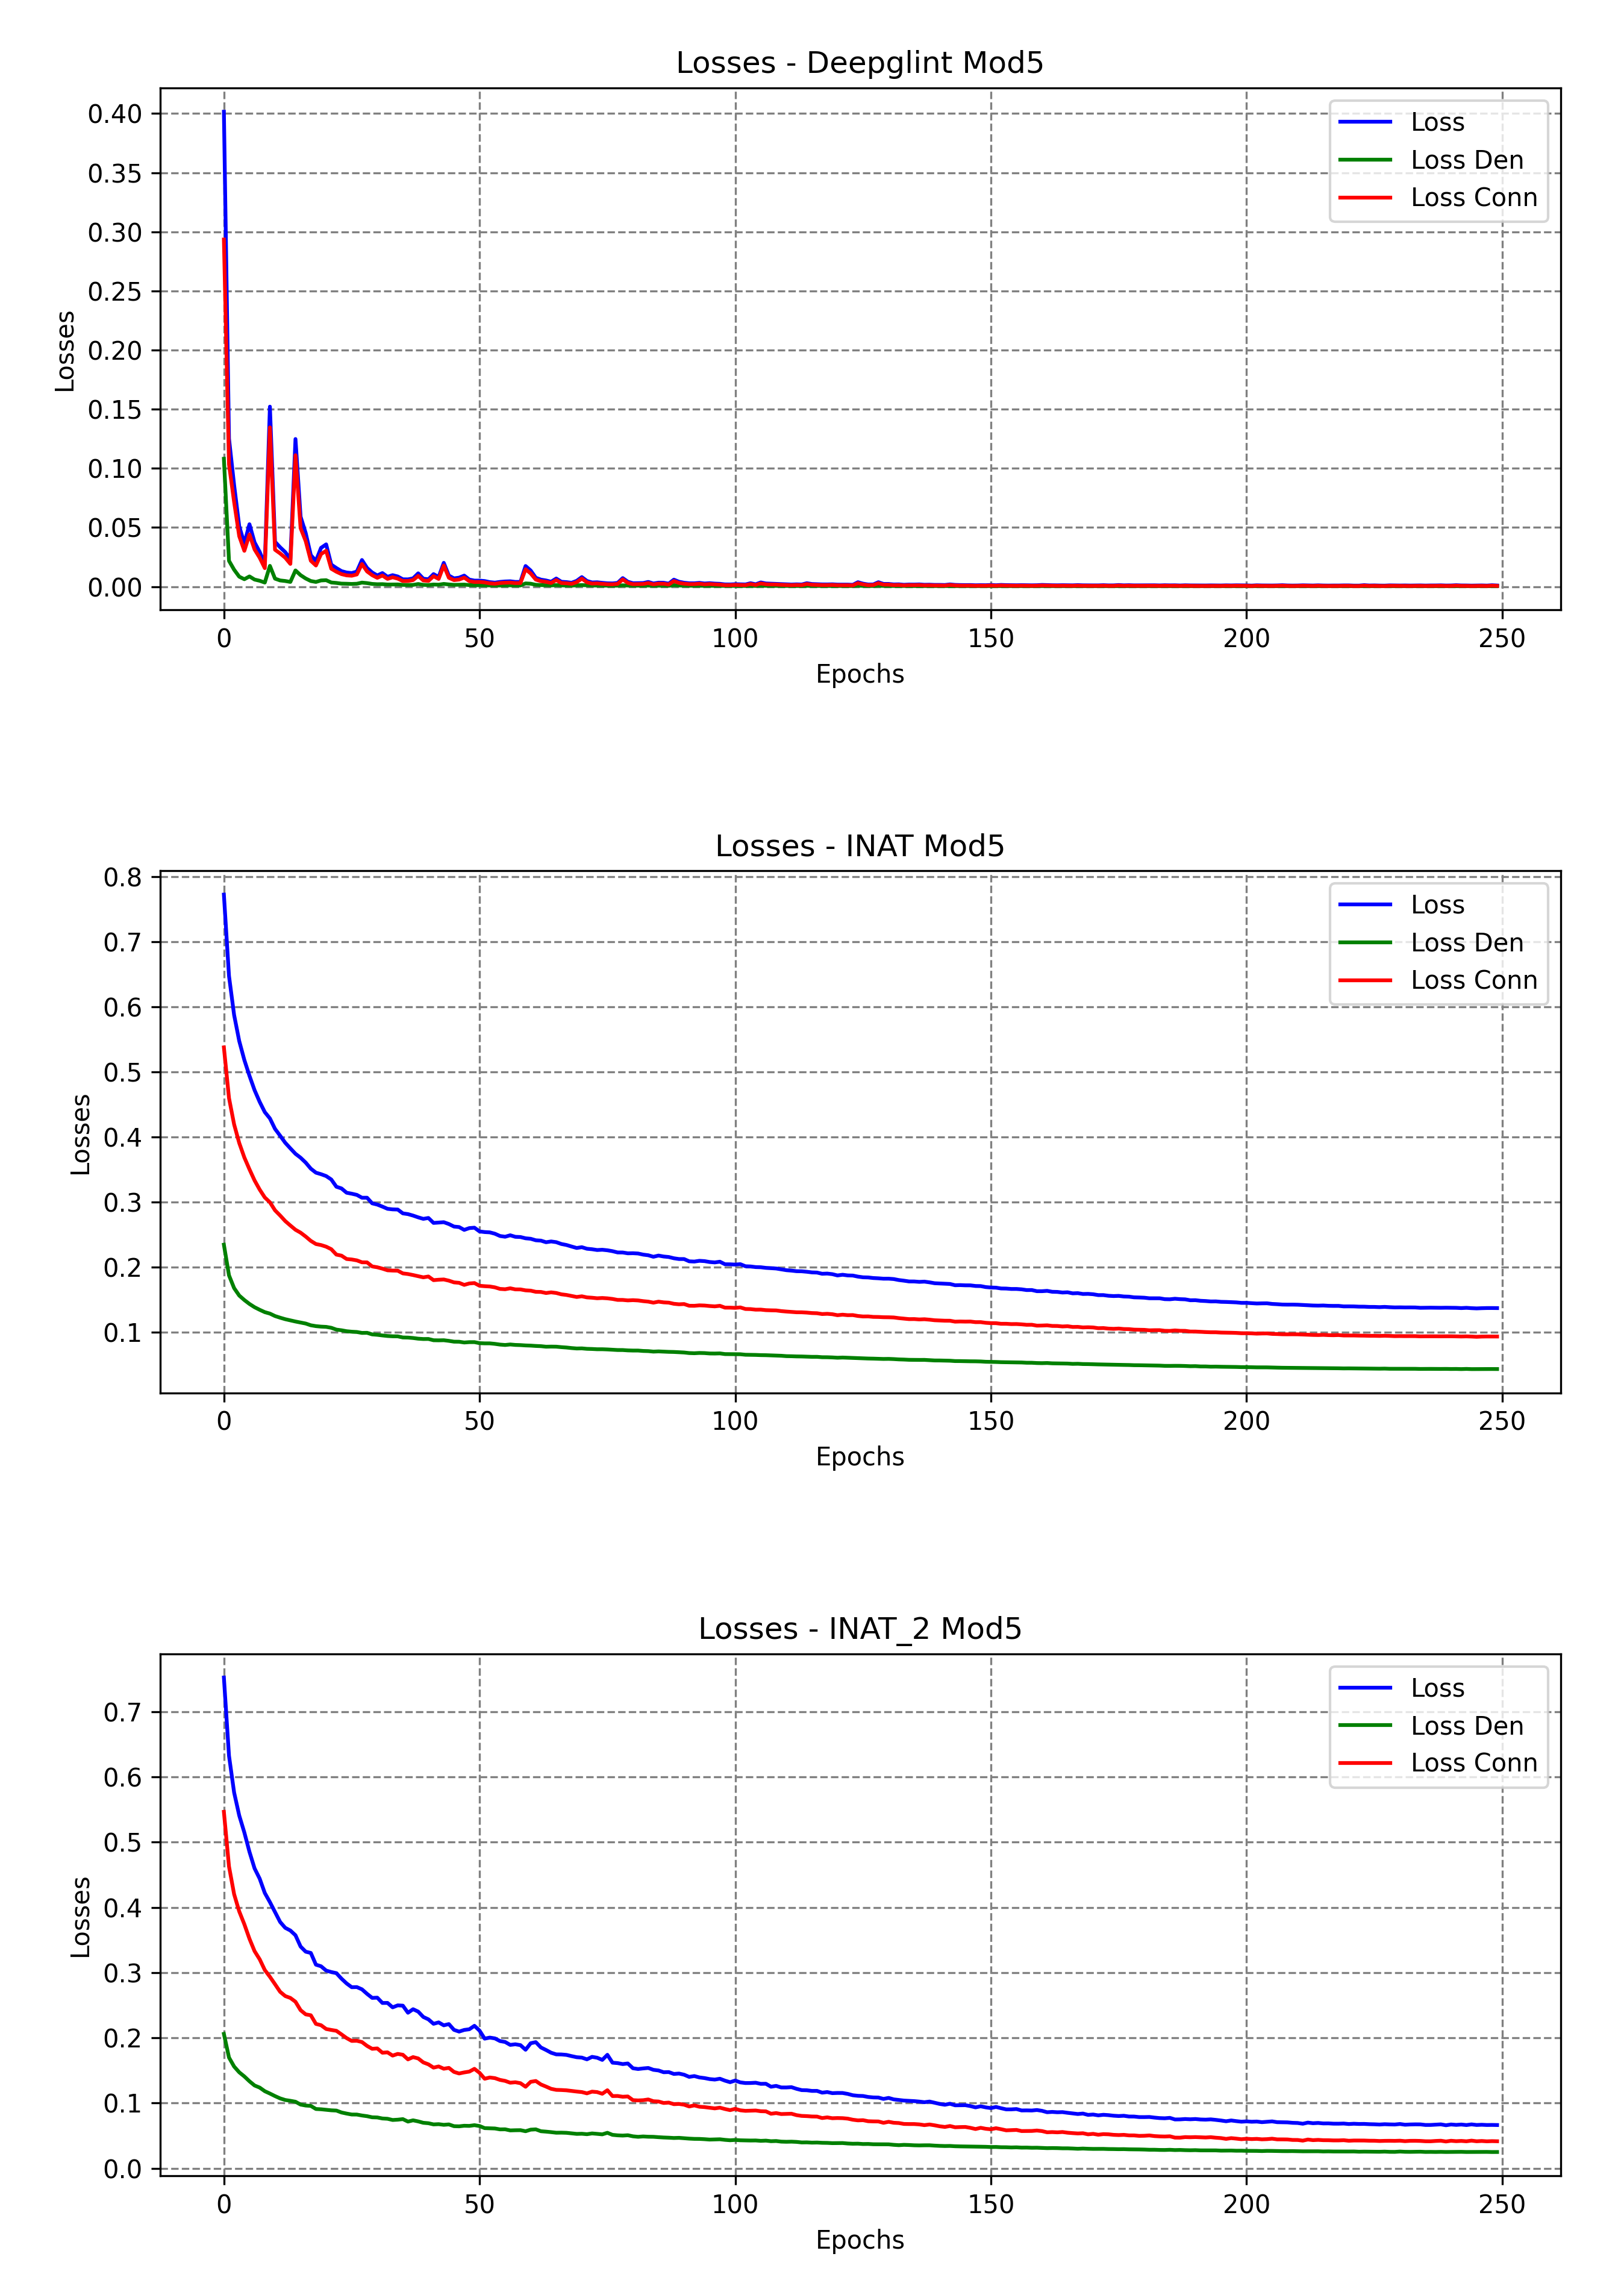 Losses - Deepglint Mod5
Losses
0.40
0.35
0.30
0.25
0.20
0.15
0.10
0.05
0.00
Loss
Loss Den
Loss Conn
0 50 100 150 200 250
Epochs
Losses - INAT Mod5
Losses
0.8
0.7
0.6
0.5
0.4
0.3
0.2
0.1
Loss
Loss Den
Loss Conn
0 50 100 150 200 250
Epochs
Losses - INAT_2 Mod5
Losses
0.7
0.6
0.5
0.4
0.3
0.2
0.1
0.0
Loss
Loss Den
Loss Conn
0 50 100 150 200 250
Epochs